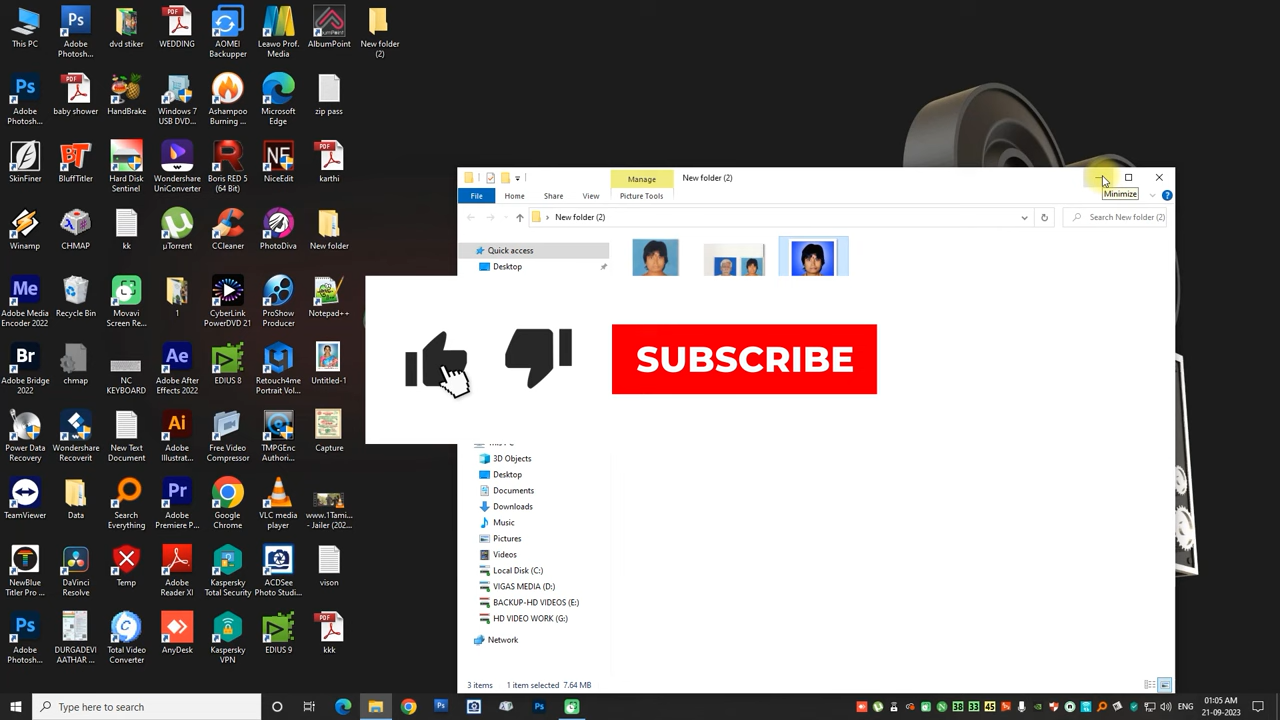 This PC
Adobe
Photosh...
dvd stiker
WEDDING
AOMEI
Backupper
Leawo Prof.
Media
AlbumPoint
New folder
(2)
Adobe
Photosh...
baby shower
HandBrake
Windows 7
USB DVD...
Ashampoo
Burning ...
Microsoft
Edge
zip pass
SkinFiner
BluffTitler
Hard Disk
Sentinel
Wondershare
UniConverter
Boris RED 5
(64 Bit)
NewFileTime
karthi
Winamp
CHMAP
kk
µTorrent
CCleaner
PhotoDiva
New folder
Adobe Media
Encoder 2022
Recycle Bin
Movavi
Screen Re...
1
CyberLink
PowerDVD 21
ProShow
Producer
Notepad++
Adobe Bridge
2022
chmap
NC
KEYBOARD
Adobe After
Effects 2022
EDIUS 8
Retouch4me
Portrait Vol...
Untitled-1
Power Data
Recovery
Wondershare
Recoverit
New Text
Document
Adobe
Illustrat...
Free Video
Compressor
TMPGEnc
Authori...
Capture
TeamViewer
Data
Search
Everything
Adobe
Premiere P...
Google
Chrome
VLC media
player
www.1Tami...
- Jailer (202...
NewBlue
Titler Pro ...
DaVinci
Resolve
Temp
Adobe
Reader XI
Kaspersky
Total Security
ACDSee
Photo Studi...
vison
Adobe
Photosh...
DURGADEVI
AATHAR ...
Total Video
Converter
AnyDesk
Kaspersky
VPN
EDIUS 9
kkk
Manage
New folder (2)
Minimize
File
Home
Share
View
Picture Tools
New folder (2)
Search New folder (2)
Quick access
Desktop
SUBSCRIBE
3D Objects
Desktop
Documents
Downloads
Music
Pictures
Videos
Local Disk (C:)
VIGAS MEDIA (D:)
BACKUP-HD VIDEOS (E:)
HD VIDEO WORK (G:)
Network
3 items
1 item selected 7.64 MB
Type here to search
38
33
45
01:05 AM
21-09-2023